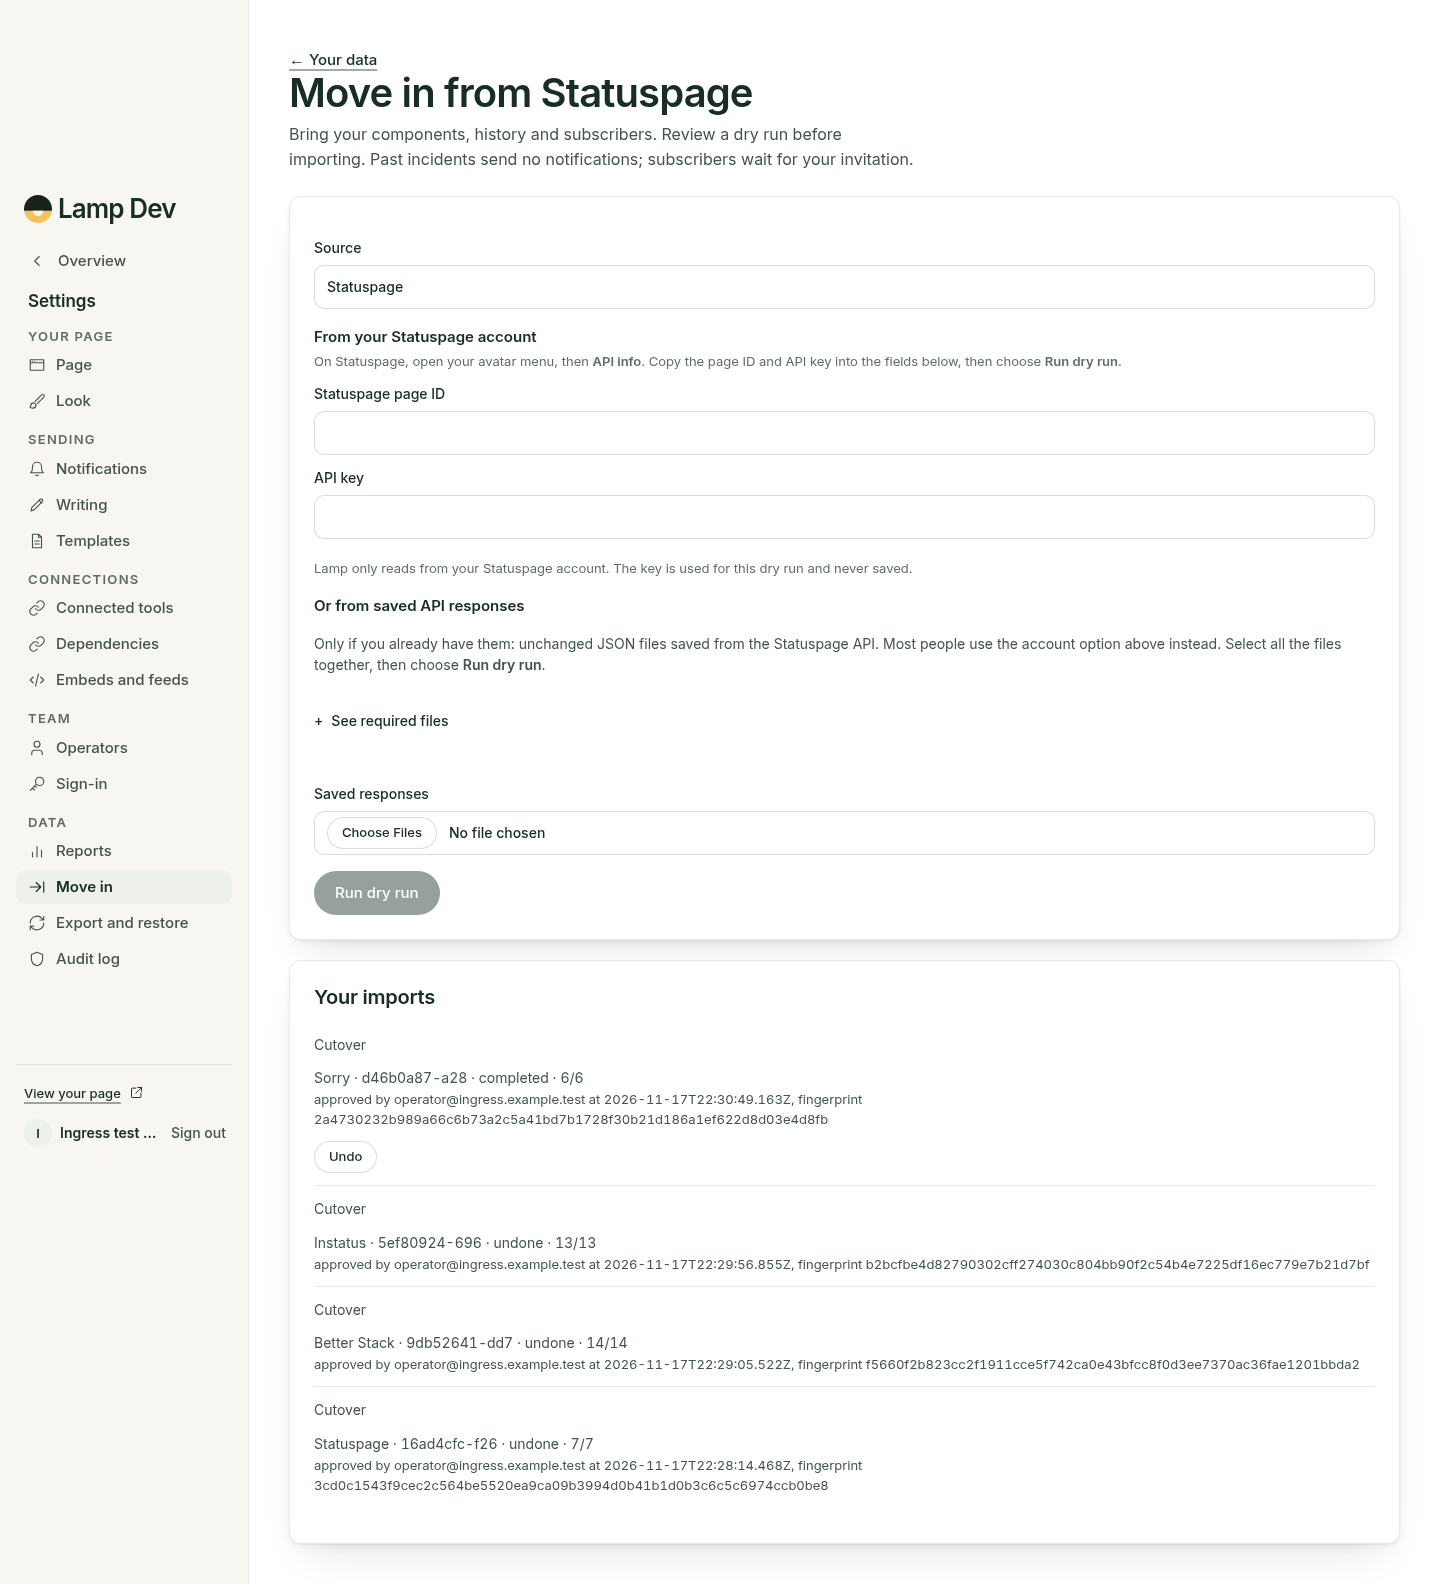 Lamp Dev
Overview
Settings
YOUR PAGE
Page
Look
SENDING
Notifications
Writing
Templates
CONNECTIONS
Connected tools
Dependencies
Embeds and feeds
TEAM
Operators
Sign-in
DATA
Reports
Move in
Export and restore
Audit log
View your page
I Ingress test ... Sign out
← Your data
Move in from Statuspage
Bring your components, history and subscribers. Review a dry run before
importing. Past incidents send no notifications; subscribers wait for your invitation.
Source
Statuspage
From your Statuspage account
On Statuspage, open your avatar menu, then API info. Copy the page ID and API key into the fields below, then choose Run dry run.
Statuspage page ID
API key
Lamp only reads from your Statuspage account. The key is used for this dry run and never saved.
Or from saved API responses
Only if you already have them: unchanged JSON files saved from the Statuspage API. Most people use the account option above instead. Select all the files
together, then choose Run dry run.
+ See required files
Saved responses
Choose Files No file chosen
Run dry run
Your imports
Cutover
Sorry · d46b0a87-a28 · completed · 6/6
approved by operator@ingress.example.test at 2026-11-17T22:30:49.163Z, fingerprint
2a4730232b989a66c6b73a2c5a41bd7b1728f30b21d186a1ef622d8d03e4d8fb
Undo
Cutover
Instatus · 5ef80924-696 · undone · 13/13
approved by operator@ingress.example.test at 2026-11-17T22:29:56.855Z, fingerprint b2bcfbe4d82790302cff274030c804bb90f2c54b4e7225df16ec779e7b21d7bf
Cutover
Better Stack · 9db52641-dd7 · undone · 14/14
approved by operator@ingress.example.test at 2026-11-17T22:29:05.522Z, fingerprint f5660f2b823cc2f1911cce5f742ca0e43bfcc8f0d3ee7370ac36fae1201bbda2
Cutover
Statuspage · 16ad4cfc-f26 · undone · 7/7
approved by operator@ingress.example.test at 2026-11-17T22:28:14.468Z, fingerprint
3cd0c1543f9cec2c564be5520ea9ca09b3994d0b41b1d0b3c6c5c6974ccb0be8